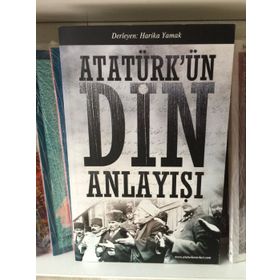 Derleyen: Harika Yamak
ATATÜRK'ÜN
DİN
ANLAYIŞI